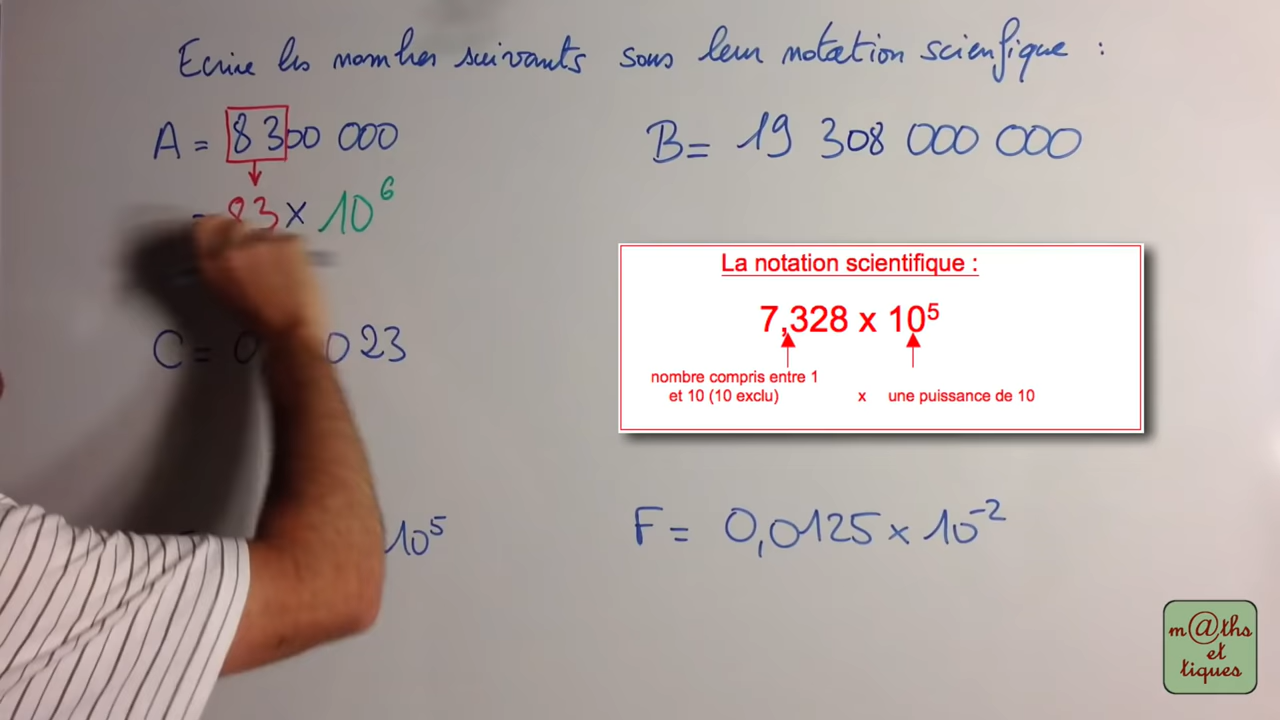 Ecrire les nombres suivants sous leur notation scienfique :
A = 8 300 000
= 83 x 10⁶
B = 19 308 000 000
La notation scientifique :
7,328 x 10⁵
nombre compris entre 1
et 10 (10 exclu)
x une puissance de 10
C = 0 023
10⁵
F = 0,0125 x 10⁻²
m@ths
et
tiques